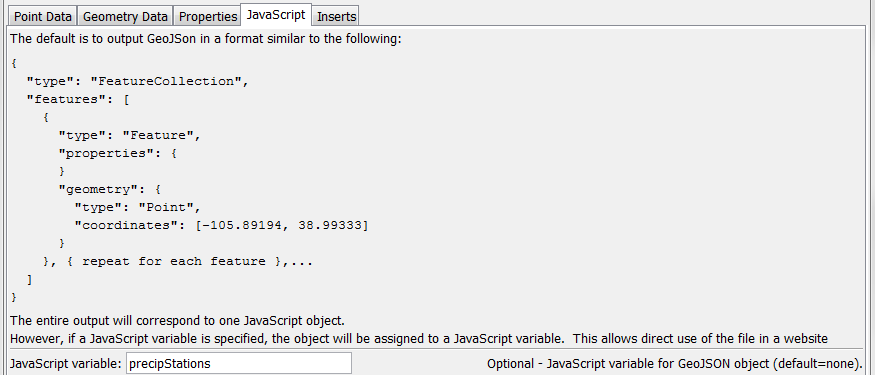 Point Data Geometry Data Properties JavaScript Inserts
The default is to output GeoJSon in a format similar to the following:
{
  "type": "FeatureCollection",
  "features": [
    {
      "type": "Feature",
      "properties": {
      }
      "geometry": {
        "type": "Point",
        "coordinates": [-105.89194, 38.99333]
      }
    }, { repeat for each feature },...
  ]
}
The entire output will correspond to one JavaScript object.
However, if a JavaScript variable is specified, the object will be assigned to a JavaScript variable.  This allows direct use of the file in a website
JavaScript variable: precipStations Optional - JavaScript variable for GeoJSON object (default=none).